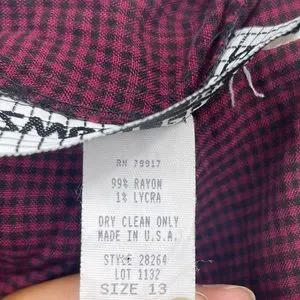 RN 79917
99% RAYON
1% LYCRA
DRY CLEAN ONLY
MADE IN U.S.A.
STYLE 28264
LOT 1132
SIZE 13